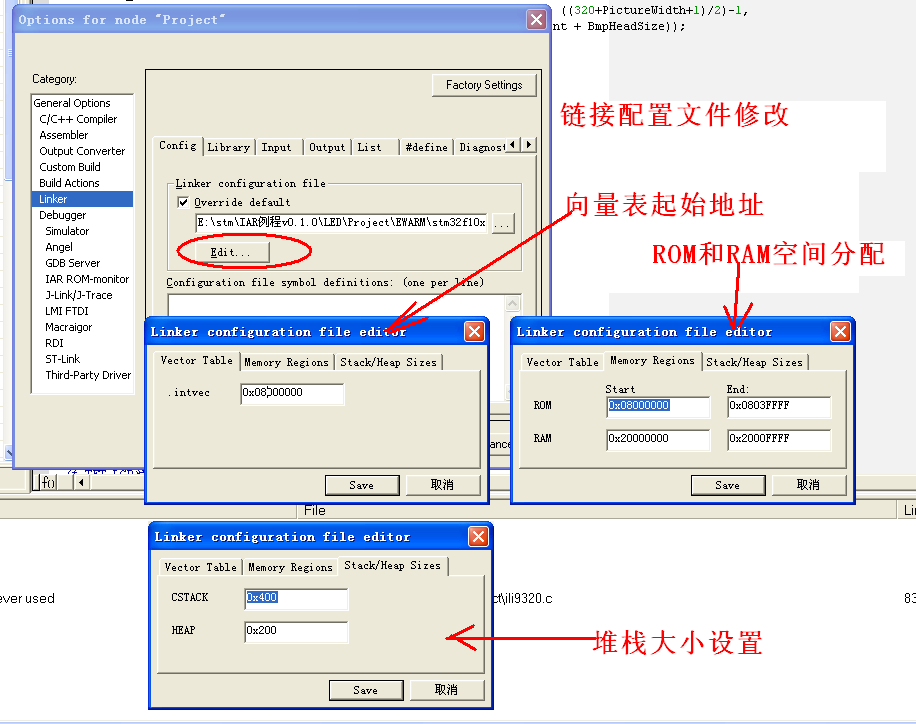 Options for node "Project"
((320+PictureWidth+1)/2)-1,
nt + BmpHeadSize));
Category:
Factory Settings
General Options
C/C++ Compiler
Assembler
Output Converter
Custom Build
Build Actions
Linker
Debugger
Simulator
Angel
GDB Server
IAR ROM-monitor
J-Link/J-Trace
LMI FTDI
Macraigor
RDI
ST-Link
Third-Party Driver
Config Library Input Output List #define Diagnost
Linker configuration file
Override default
E:\stm\IAR例程v0.1.0\LED\Project\EWARM\stm32f10x
...
Edit...
Configuration file symbol definitions: (one per line)
链接配置文件修改
向量表起始地址
ROM和RAM空间分配
Linker configuration file editor
Vector Table Memory Regions Stack/Heap Sizes
.intvec 0x08000000
Save 取消
Linker configuration file editor
Vector Table Memory Regions Stack/Heap Sizes
Start End:
ROM 0x08000000 0x0803FFFF
RAM 0x20000000 0x2000FFFF
Save 取消
ance
f()
File
Li
Linker configuration file editor
Vector Table Memory Regions Stack/Heap Sizes
CSTACK 0x400
HEAP 0x200
Save 取消
ever used
ct\ili9320.c
83
堆栈大小设置